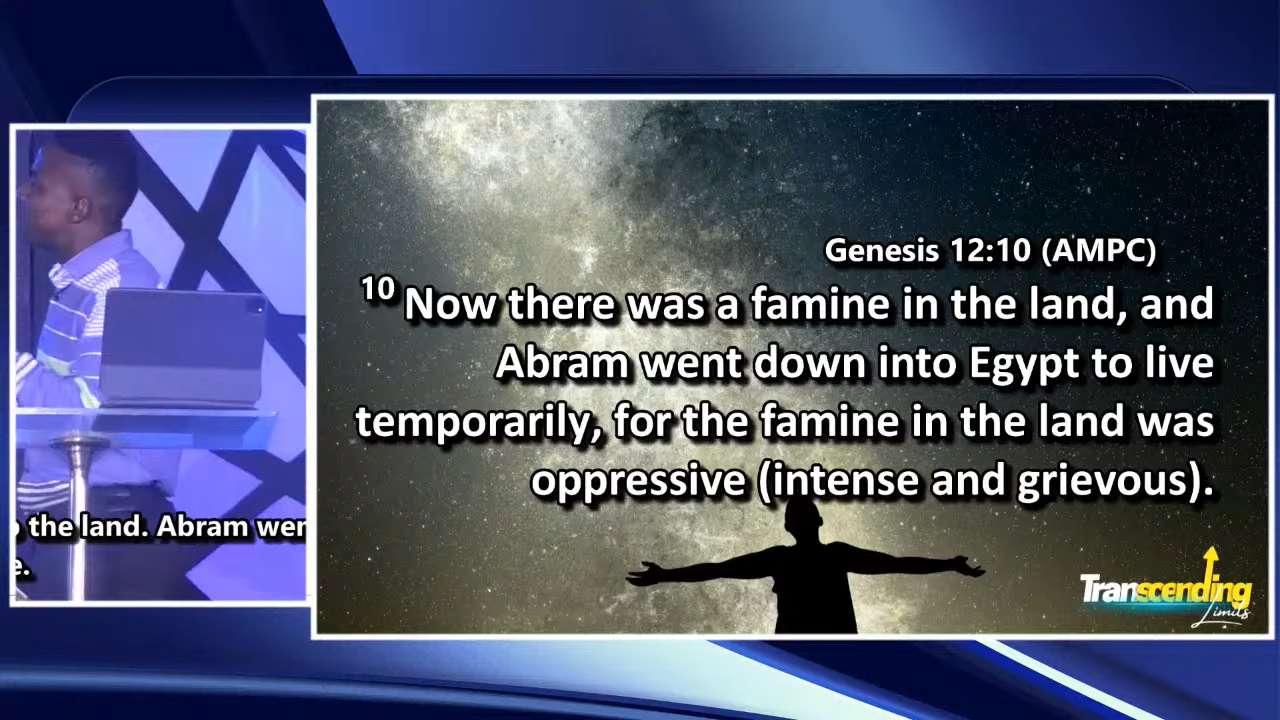 Genesis 12:10 (AMPC)
10 Now there was a famine in the land, and
Abram went down into Egypt to live
temporarily, for the famine in the land was
oppressive (intense and grievous).
the land. Abram wer
e.
Transcending
Limits